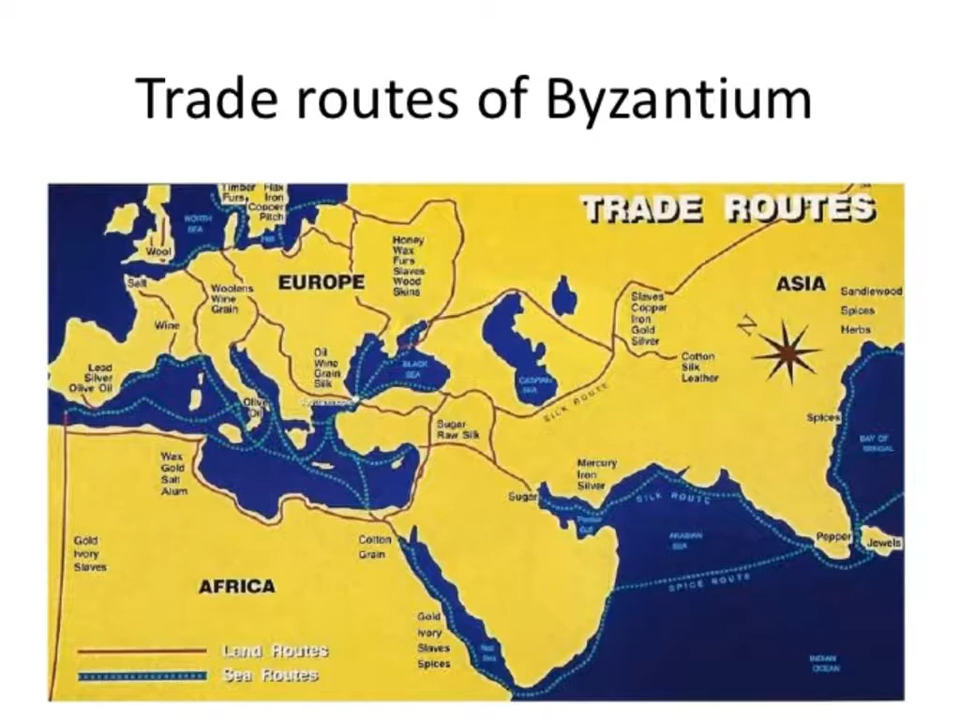 Trade routes of Byzantium
TRADE ROUTES
Timber Flax
Furs, Iron
Copper
Pitch
NORTH
SEA
Wool
Salt
Wine
Woolens
Wine
Grain
EUROPE
Honey
Wax
Furs
Slaves
Wood
Skins
ASIA
Sandlewood
Spices
Herbs
Slaves
Copper
Iron
Gold
Silver
Cotton
Silk
Leather
Lead
Silver
Olive Oil
Oil
Wine
Grain
Silk
BLACK
SEA
CASPIAN
SEA
SILK ROUTE
Olive
Oil
Sugar
Raw Silk
Spices
BAY OF
BENGAL
Wax
Gold
Salt
Alum
Mercury
Iron
Silver
Sugar
SILK ROUTE
Persian
Gulf
ARABIAN
SEA
Pepper
Jewels
Gold
Ivory
Slaves
Cotton
Grain
AFRICA
SPICE ROUTE
Gold
Ivory
Slaves
Spices
Red
Sea
INDIAN
OCEAN
Land Routes
Sea Routes